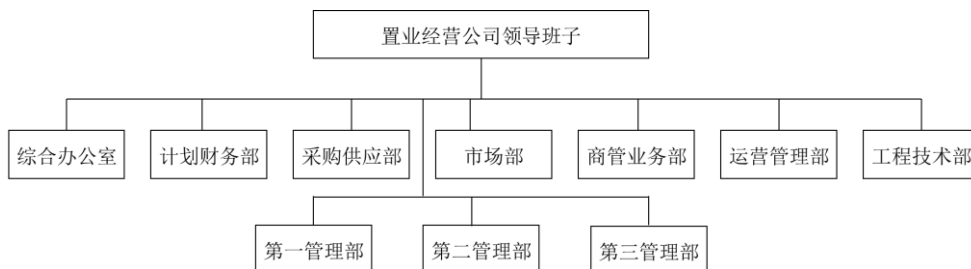 置业经营公司领导班子
综合办公室
计划财务部
采购供应部
市场部
商管业务部
运营管理部
工程技术部
第一管理部
第二管理部
第三管理部